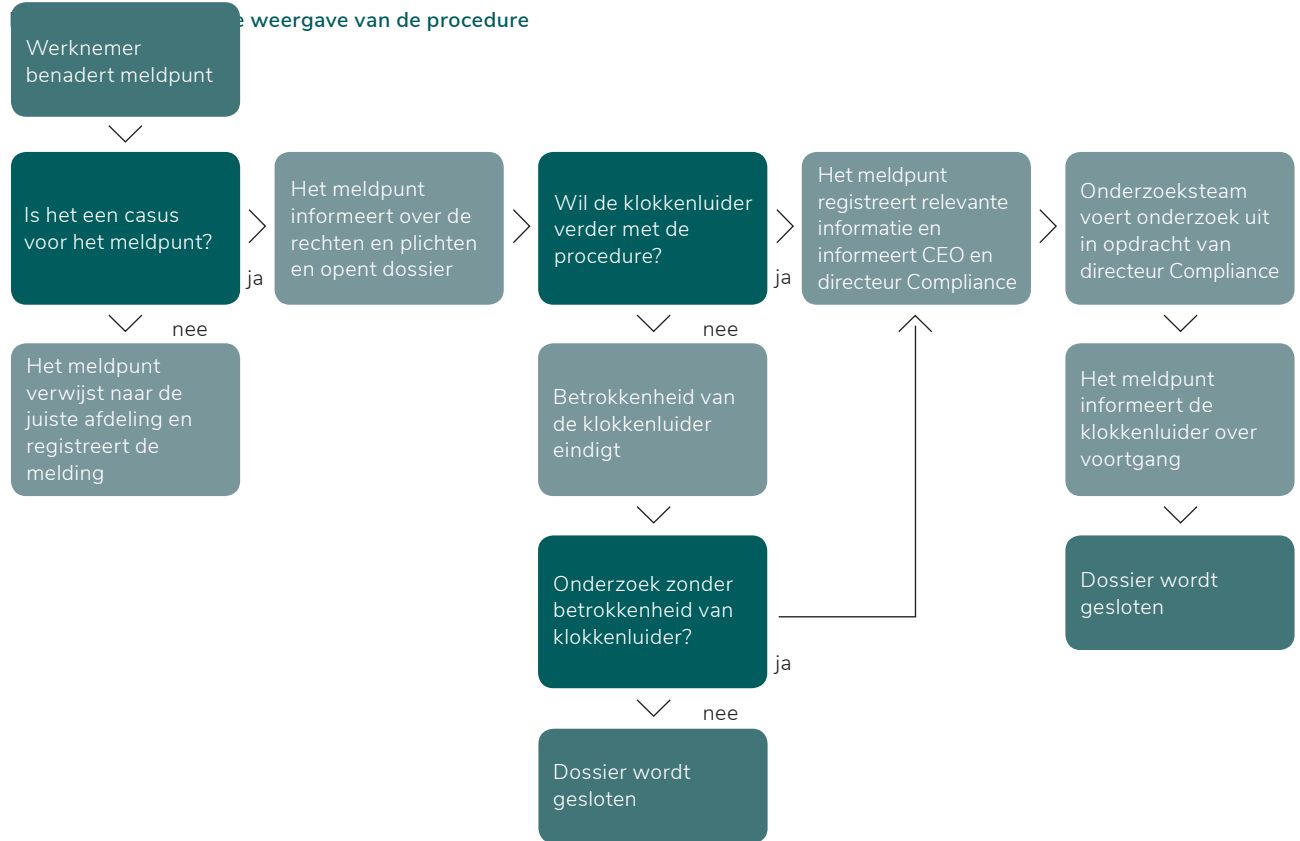 weergave van de procedure
Werknemer
benadert meldpunt
Is het een casus
voor het meldpunt?
ja
nee
Het meldpunt
verwijst naar de
juiste afdeling en
registreert de
melding
Het meldpunt
informeert over de
rechten en plichten
en opent dossier
Wil de klokkenluider
verder met de
procedure?
ja
nee
Betrokkenheid van
de klokkenluider
eindigt
Onderzoek zonder
betrokkenheid van
klokkenluider?
ja
nee
Dossier wordt
gesloten
Het meldpunt
registreert relevante
informatie en
informeert CEO en
directeur Compliance
Onderzoeksteam
voert onderzoek uit
in opdracht van
directeur Compliance
Het meldpunt
informeert de
klokkenluider over
voortgang
Dossier wordt
gesloten